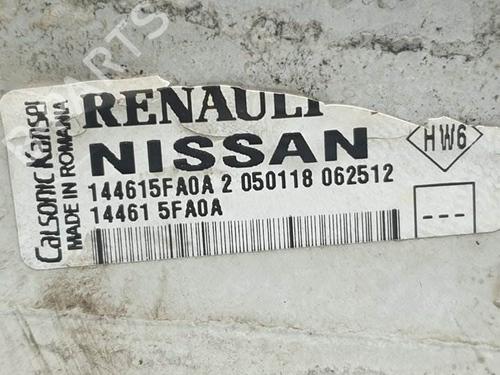 RENAULT
NISSAN
144615FA0A 2 050118 062512
14461 5FA0A
Calsonic Kansei
MADE IN ROMANIA
HW6
---